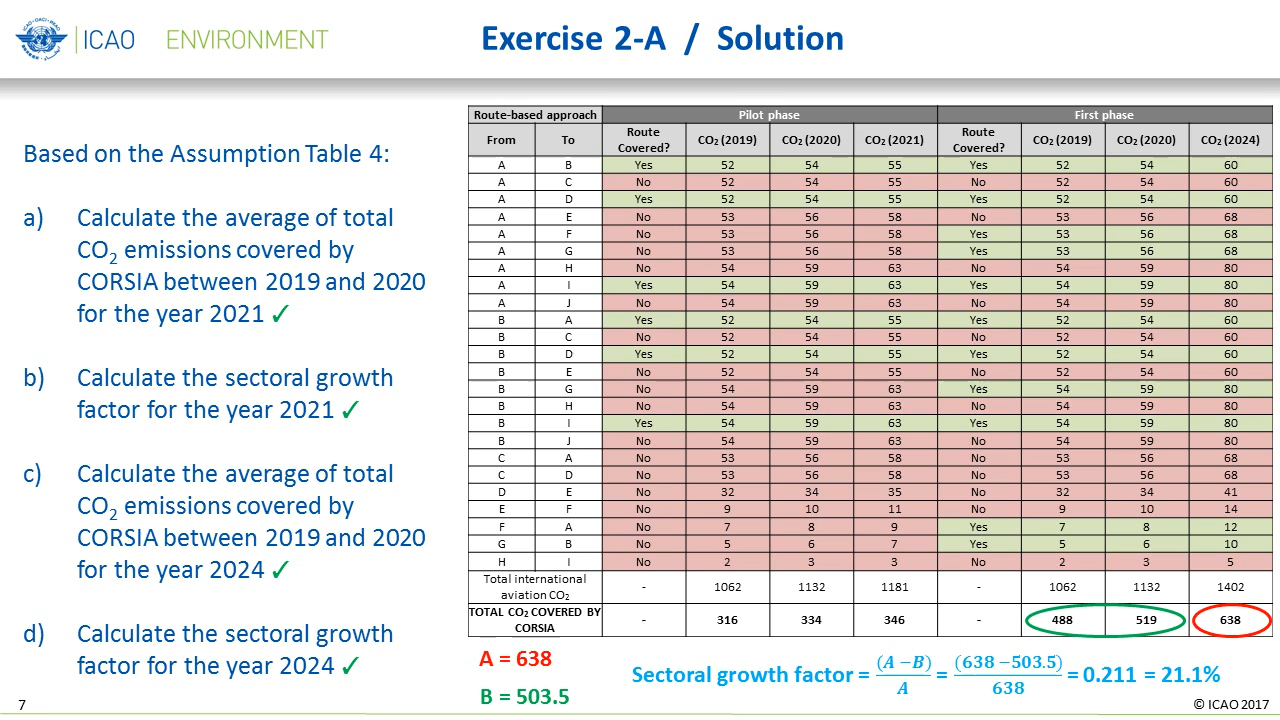 ICAO ENVIRONMENT
Exercise 2-A / Solution
Based on the Assumption Table 4:
a) Calculate the average of total
CO2 emissions covered by
CORSIA between 2019 and 2020
for the year 2021 ✓
b) Calculate the sectoral growth
factor for the year 2021 ✓
c) Calculate the average of total
CO2 emissions covered by
CORSIA between 2019 and 2020
for the year 2024 ✓
d) Calculate the sectoral growth
factor for the year 2024 ✓
Route-based approach Pilot phase First phase
From To Route Covered? CO2 (2019) CO2 (2020) CO2 (2021) Route Covered? CO2 (2019) CO2 (2020) CO2 (2024)
A B Yes 52 54 55 Yes 52 54 60
A C No 52 54 55 No 52 54 60
A D Yes 52 54 55 Yes 52 54 60
A E No 53 56 58 No 53 56 68
A F No 53 56 58 Yes 53 56 68
A G No 53 56 58 Yes 53 56 68
A H No 54 59 63 No 54 59 80
A I Yes 54 59 63 Yes 54 59 80
A J No 54 59 63 No 54 59 80
B A Yes 52 54 55 Yes 52 54 60
B C No 52 54 55 No 52 54 60
B D Yes 52 54 55 Yes 52 54 60
B E No 52 54 55 No 52 54 60
B G No 54 59 63 Yes 54 59 80
B H No 54 59 63 No 54 59 80
B I Yes 54 59 63 Yes 54 59 80
B J No 54 59 63 No 54 59 80
C A No 53 56 58 No 53 56 68
C D No 53 56 58 No 53 56 68
D E No 32 34 35 No 32 34 41
E F No 9 10 11 No 9 10 14
F A No 7 8 9 Yes 7 8 12
G B No 5 6 7 Yes 5 6 10
H I No 2 3 3 No 2 3 5
Total international aviation CO2 - 1062 1132 1181 - 1062 1132 1402
TOTAL CO2 COVERED BY CORSIA - 316 334 346 - 488 519 638
A = 638
B = 503.5
Sectoral growth factor = (A −B)/A = (638 −503.5)/638 = 0.211 = 21.1%
7
© ICAO 2017